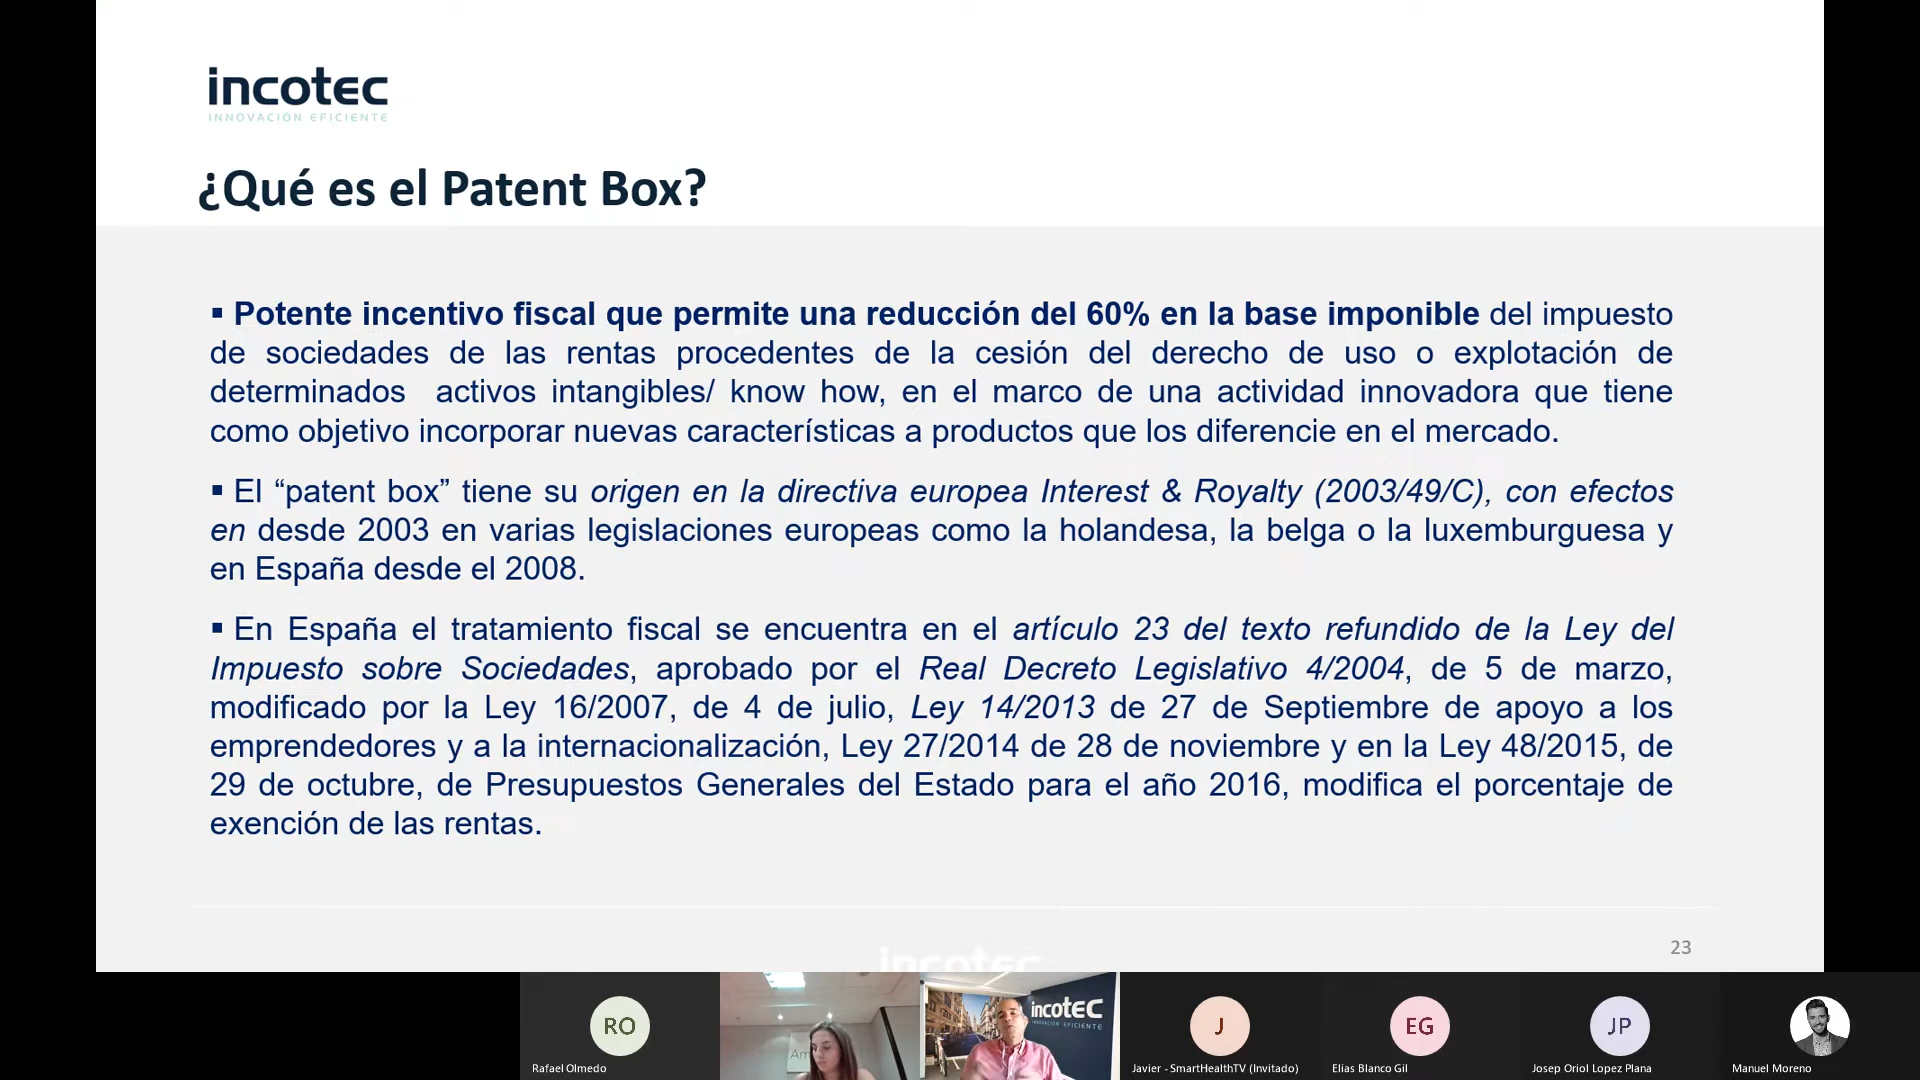 incotec
INNOVACIÓN EFICIENTE
¿Qué es el Patent Box?
▪ Potente incentivo fiscal que permite una reducción del 60% en la base imponible del impuesto
de sociedades de las rentas procedentes de la cesión del derecho de uso o explotación de
determinados activos intangibles/ know how, en el marco de una actividad innovadora que tiene
como objetivo incorporar nuevas características a productos que los diferencie en el mercado.
▪ El “patent box” tiene su origen en la directiva europea Interest & Royalty (2003/49/C), con efectos
en desde 2003 en varias legislaciones europeas como la holandesa, la belga o la luxemburguesa y
en España desde el 2008.
▪ En España el tratamiento fiscal se encuentra en el artículo 23 del texto refundido de la Ley del
Impuesto sobre Sociedades, aprobado por el Real Decreto Legislativo 4/2004, de 5 de marzo,
modificado por la Ley 16/2007, de 4 de julio, Ley 14/2013 de 27 de Septiembre de apoyo a los
emprendedores y a la internacionalización, Ley 27/2014 de 28 de noviembre y en la Ley 48/2015, de
29 de octubre, de Presupuestos Generales del Estado para el año 2016, modifica el porcentaje de
exención de las rentas.
incotec
23
RO
Rafael Olmedo
incotec
INNOVACIÓN EFICIENTE
J
Javier - SmartHealthTV (Invitado)
EG
Elias Blanco Gil
JP
Josep Oriol Lopez Plana
Manuel Moreno